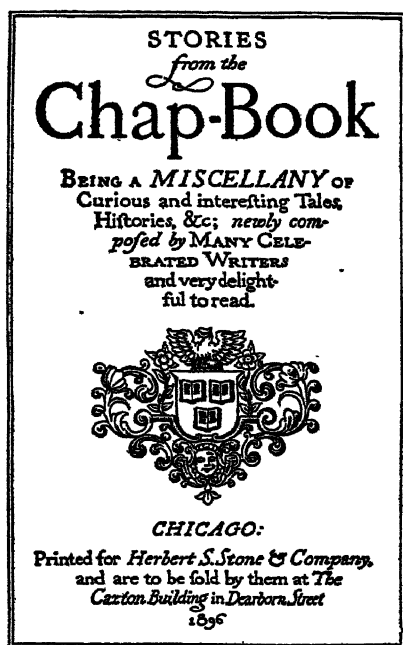 STORIES
from the
Chap-Book
BEING A MISCELLANY OF
Curious and intereſting Tales,
Hiſtories, &c; newly com-
poſed by MANY CELE-
BRATED WRITERS
and very delight-
ful to read.
CHICAGO:
Printed for Herbert S. Stone & Company,
and are to be ſold by them at The
Caxton Building in Dearborn Street
1896